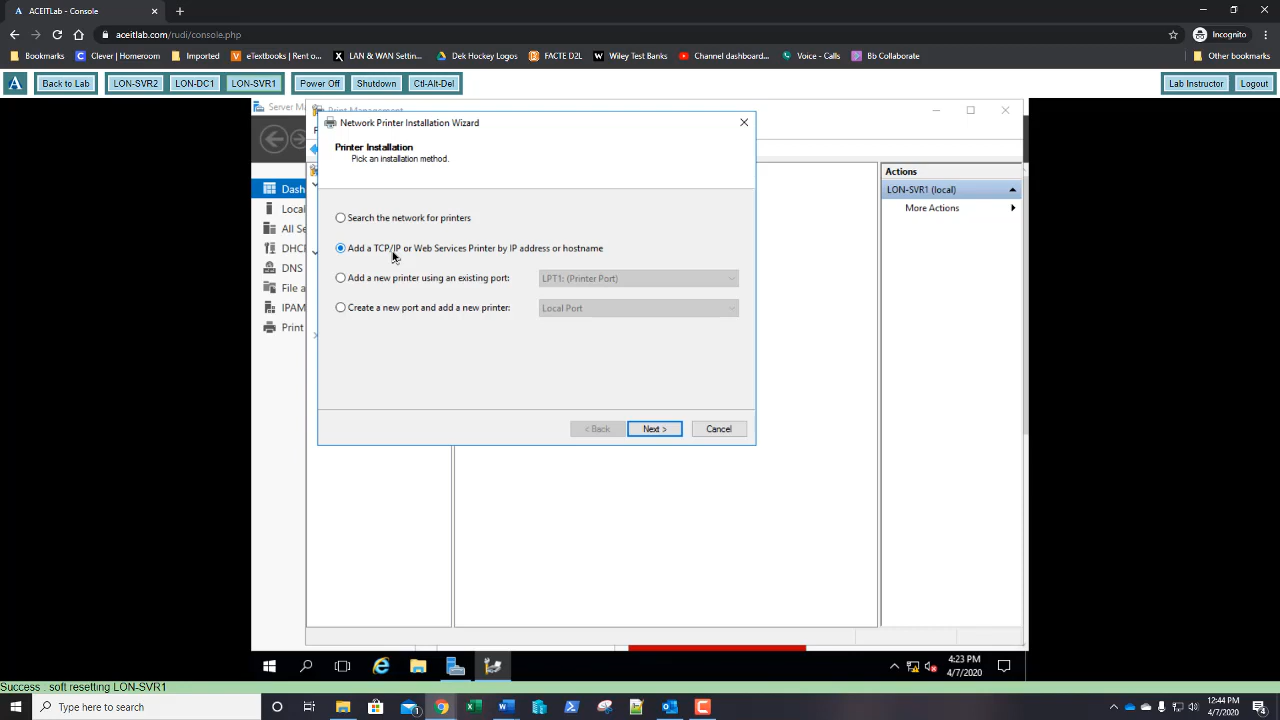 ACEITLab: Console
aceitlab.com/rudi/console.php
Incognito
Bookmarks
Clever | Homeroom
Imported
eTextbooks | Rent o...
LAN & WAN Settin...
Dek Hockey Logos
FACTE D2L
Wiley Test Banks
Channel dashboard...
Voice - Calls
Bb Collaborate
Other bookmarks
A
Back to Lab
LON-SVR2
LON-DC1
LON-SVR1
Power Off
Shutdown
Ctl-Alt-Del
Lab Instructor
Logout
Server Ma
Print Management
Network Printer Installation Wizard
Printer Installation
Pick an installation method.
Search the network for printers
Add a TCP/IP or Web Services Printer by IP address or hostname
Add a new printer using an existing port:
LPT1: (Printer Port)
Create a new port and add a new printer:
Local Port
< Back
Next >
Cancel
Dash
Local
All Se
DHC
DNS
File a
IPAM
Print
Actions
LON-SVR1 (local)
More Actions
4:23 PM
4/7/2020
Success . soft resetting LON-SVR1
Type here to search
12:44 PM
4/7/2020